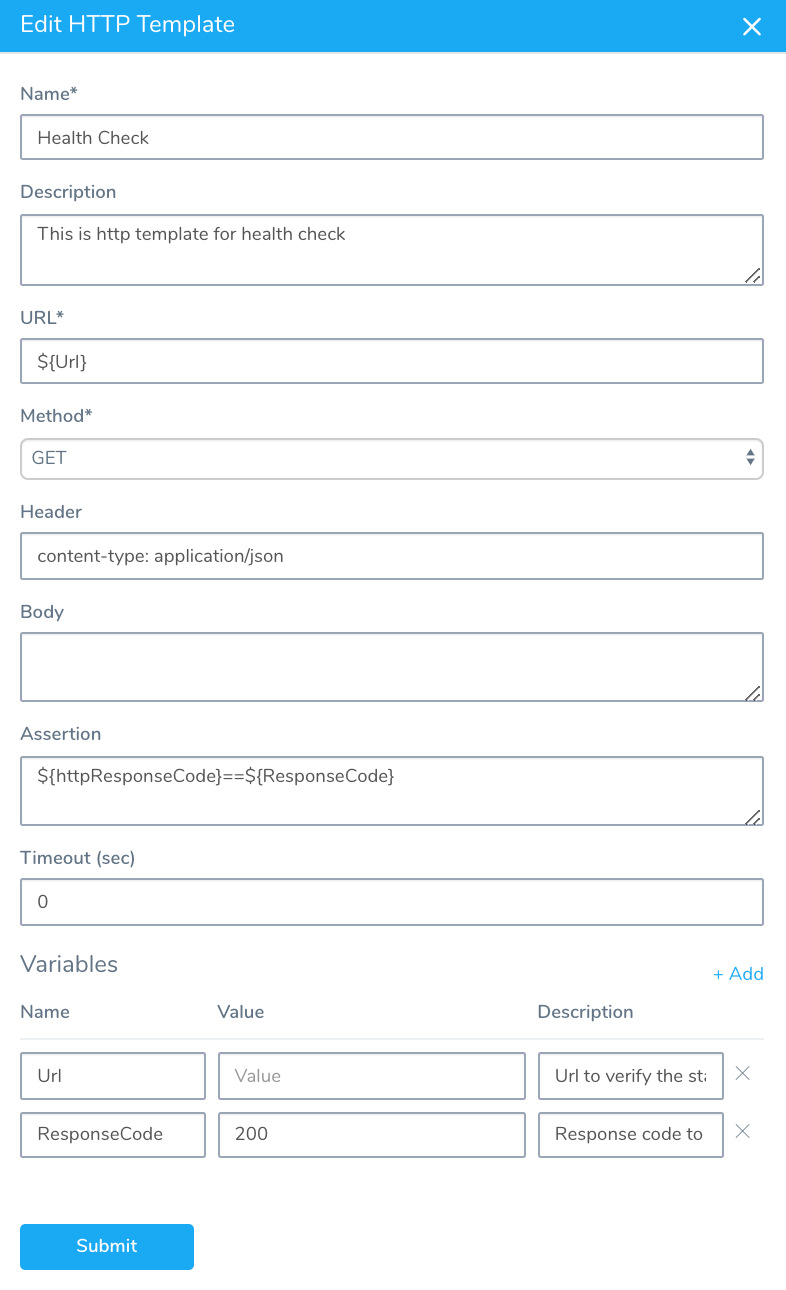 Edit HTTP Template
Name*
Health Check
Description
This is http template for health check
URL*
${Url}
Method*
GET
Header
content-type: application/json
Body
Assertion
${httpResponseCode}==${ResponseCode}
Timeout (sec)
0
Variables
+ Add
Name Value Description
Url Value Url to verify the
ResponseCode 200 Response code to
Submit